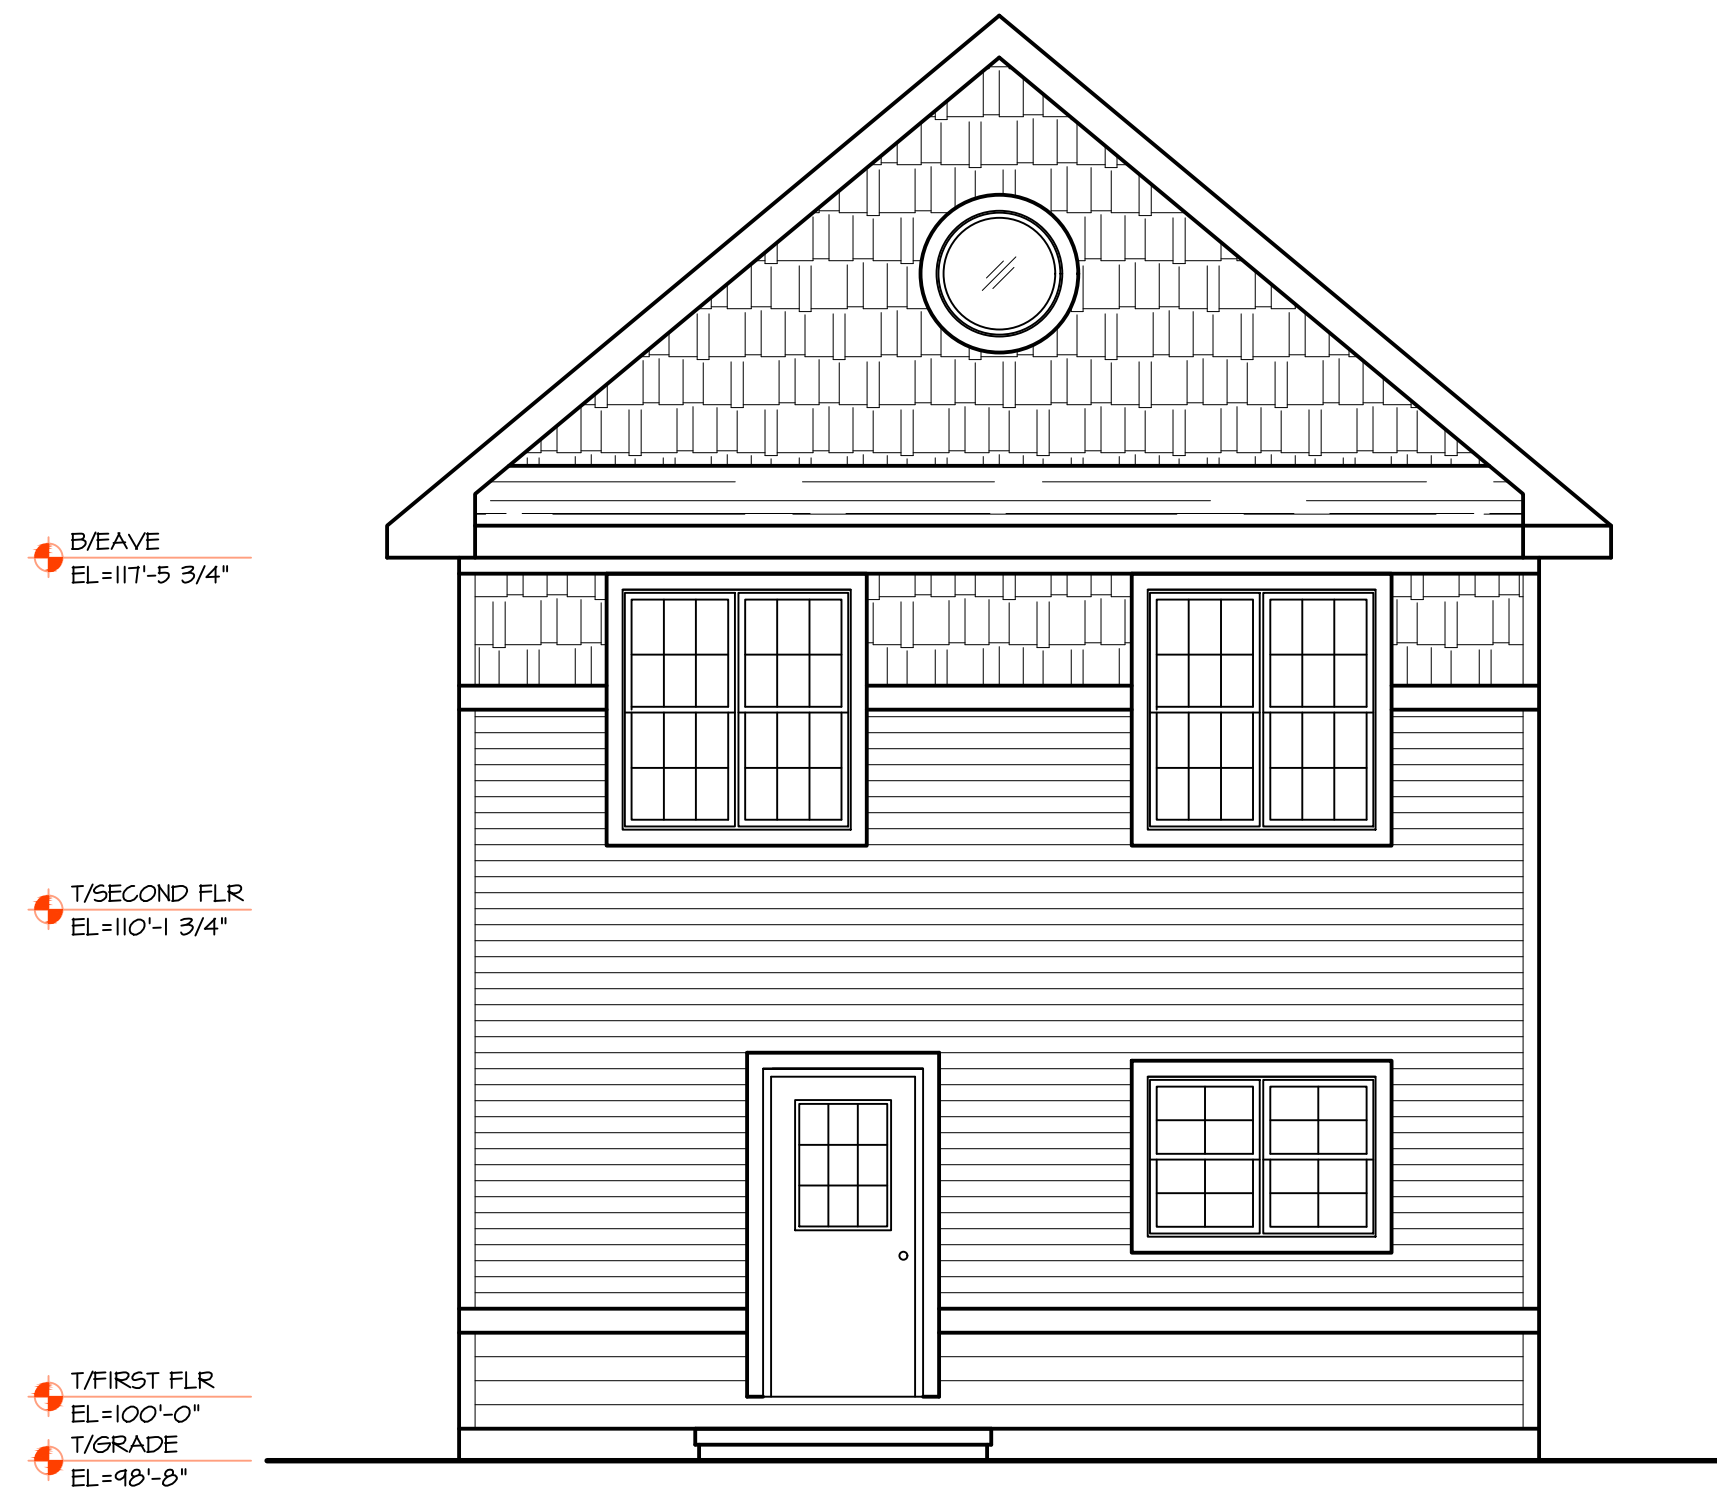 B/EAVE
EL=117'-5 3/4"
T/SECOND FLR
EL=110'-1 3/4"
T/FIRST FLR
EL=100'-0"
T/GRADE
EL=98'-8"